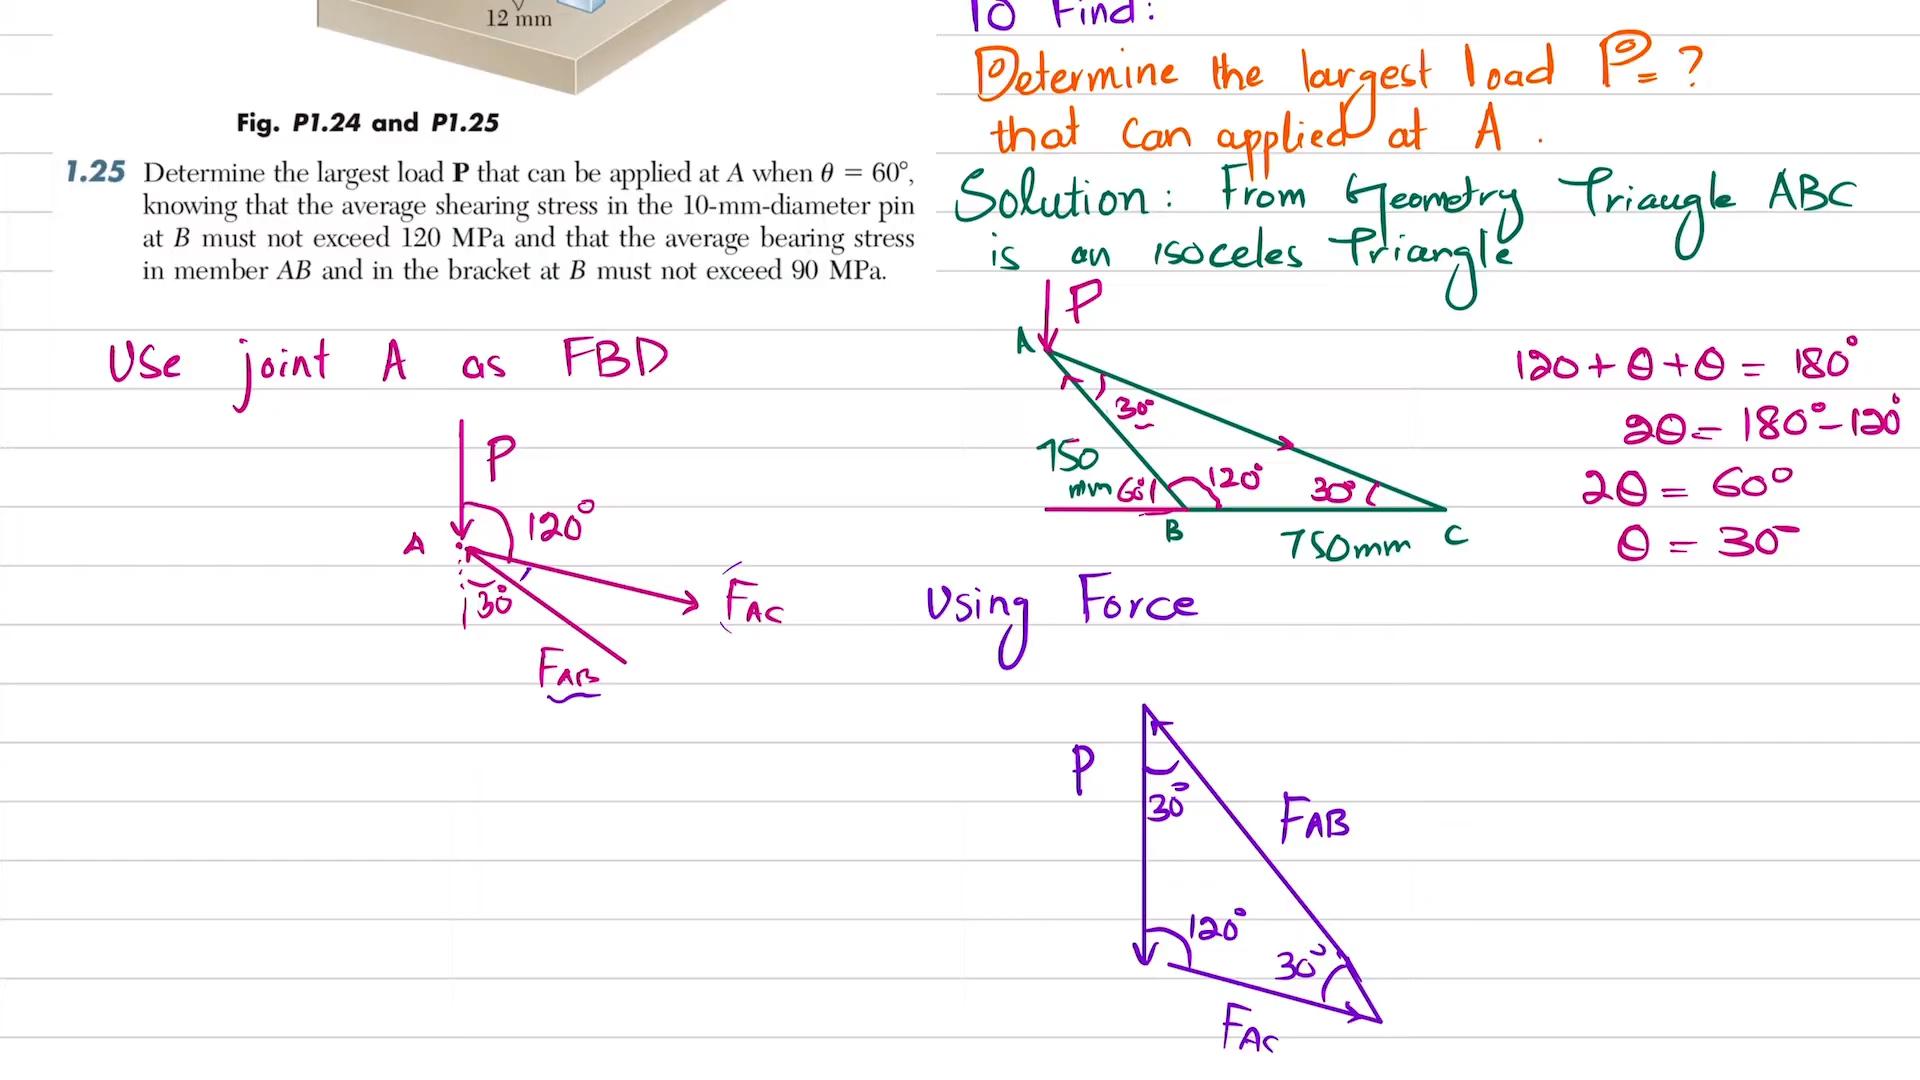 12 mm
Fig. P1.24 and P1.25
1.25 Determine the largest load P that can be applied at A when θ = 60°,
knowing that the average shearing stress in the 10-mm-diameter pin
at B must not exceed 120 MPa and that the average bearing stress
in member AB and in the bracket at B must not exceed 90 MPa.
To Find:
Determine the largest load P = ?
that can applied at A.
Solution: From Geometry Triangle ABC
is an isoceles Triangle
P
A
30°
750
mm
60°
120°
30°
B
750mm
C
120 + θ + θ = 180°
2θ = 180° - 120°
2θ = 60°
θ = 30°
Use joint A as FBD
P
A
120°
30°
FAC
FAB
Using Force
P
30°
FAB
120°
30°
FAC